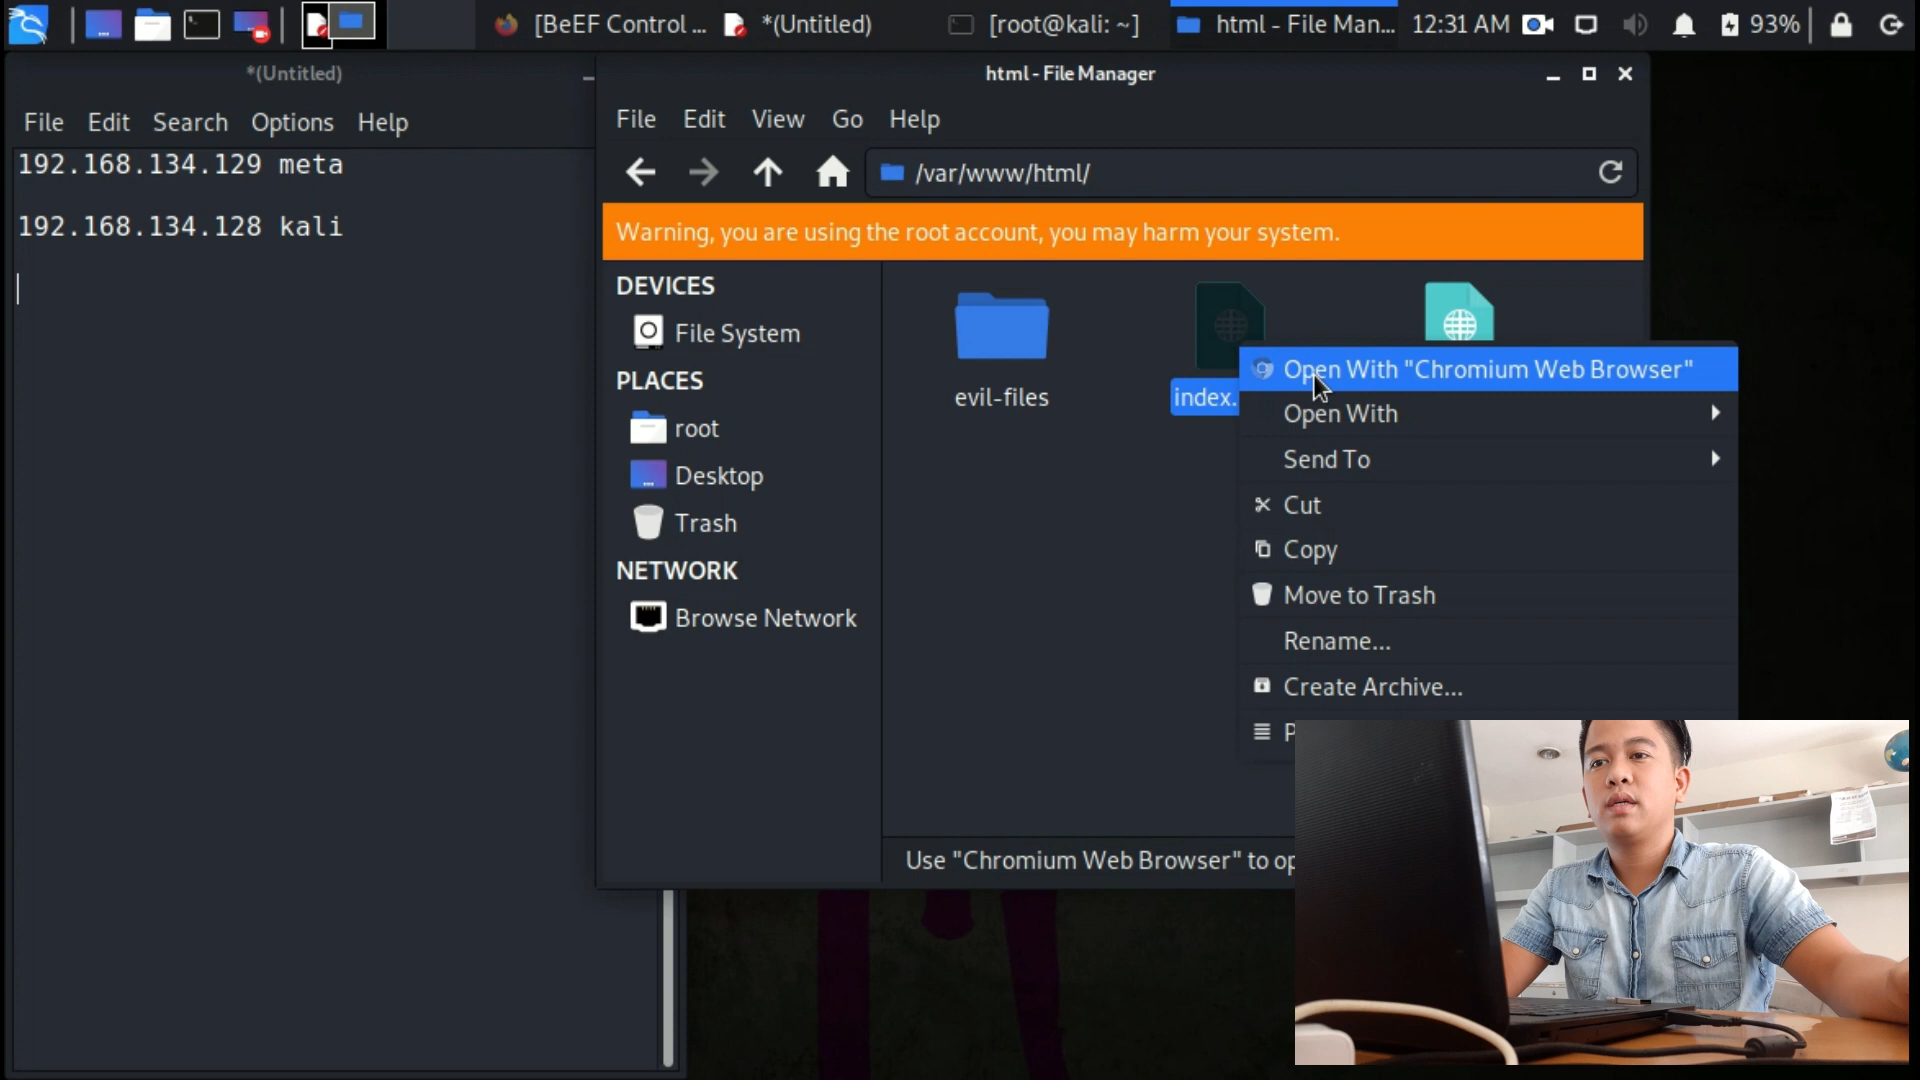 [BeEF Control ...
*(Untitled)
[root@kali: ~]
html - File Man...
12:31 AM
93%
*(Untitled)
File Edit Search Options Help
192.168.134.129 meta
192.168.134.128 kali
html - File Manager
File Edit View Go Help
/var/www/html/
Warning, you are using the root account, you may harm your system.
DEVICES
File System
PLACES
root
Desktop
Trash
NETWORK
Browse Network
evil-files
index.
Open With "Chromium Web Browser"
Open With
Send To
Cut
Copy
Move to Trash
Rename...
Create Archive...
P
Use "Chromium Web Browser" to op